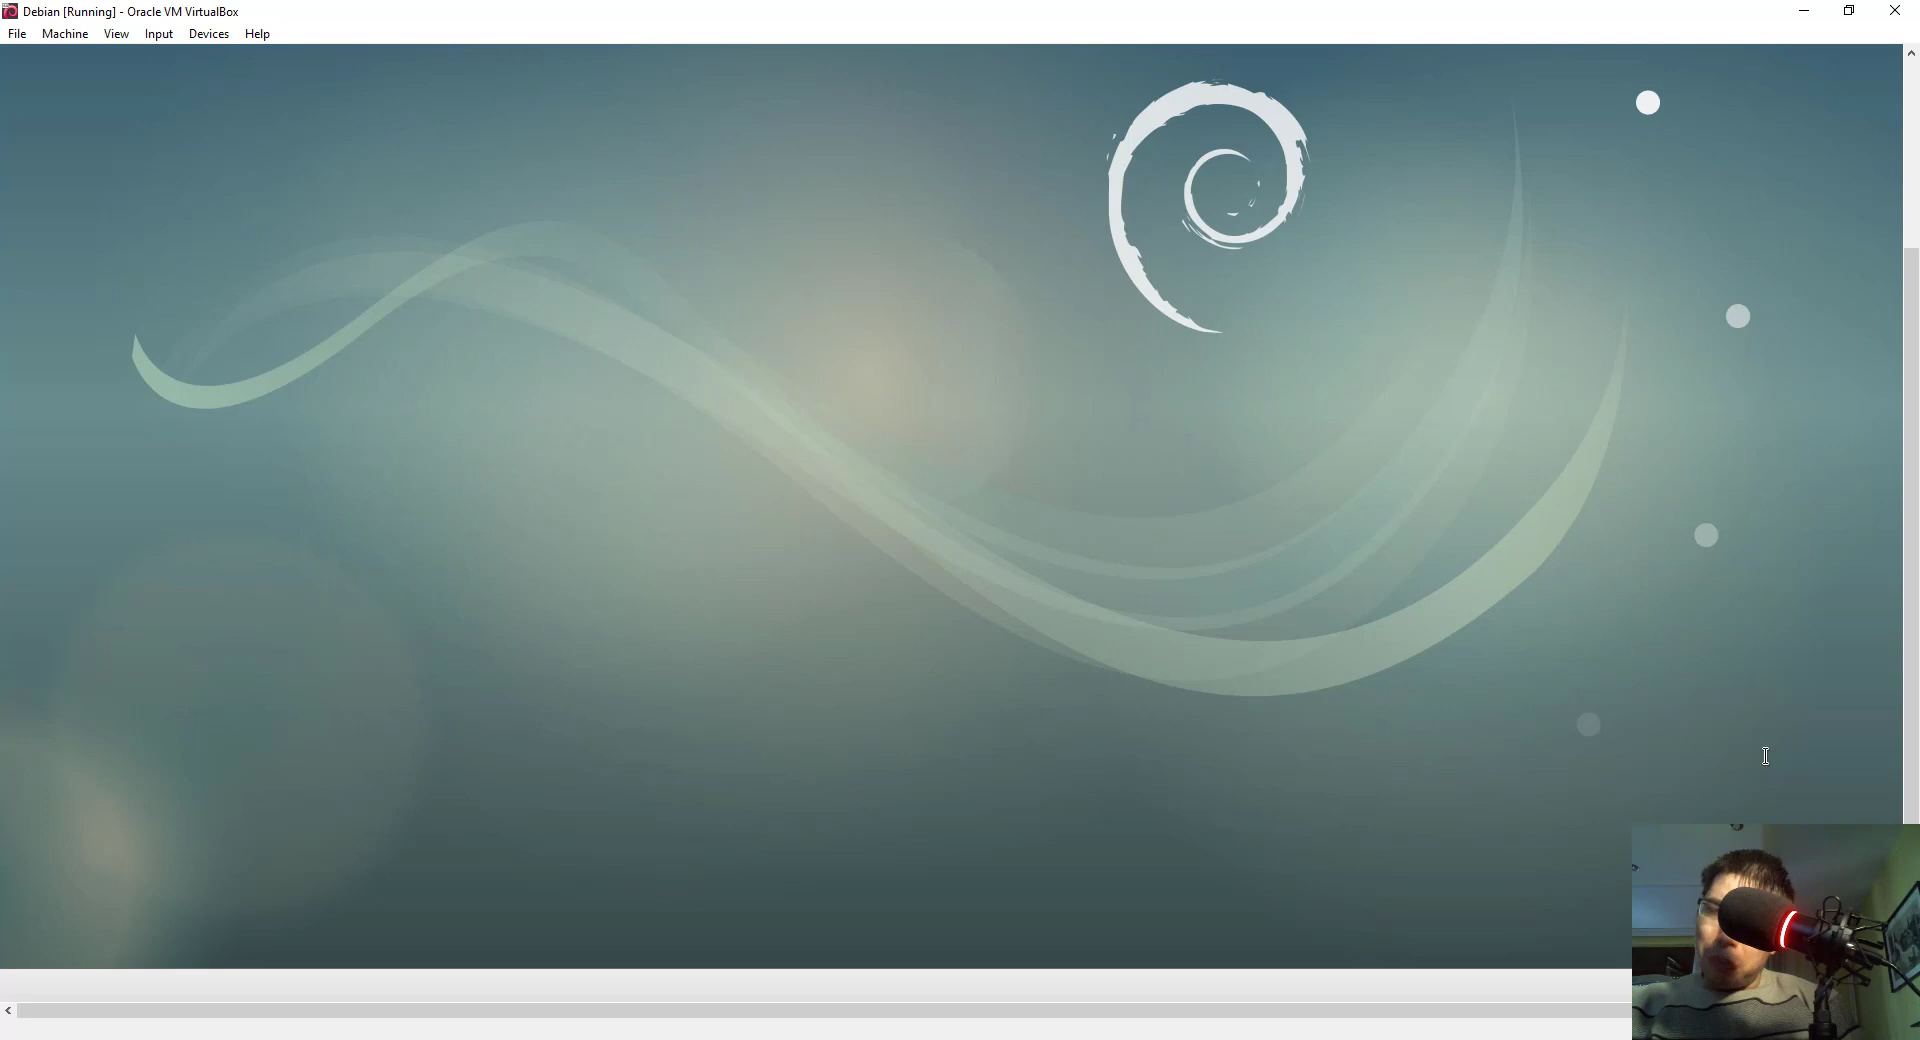 Debian [Running] - Oracle VM VirtualBox
File Machine View Input Devices Help